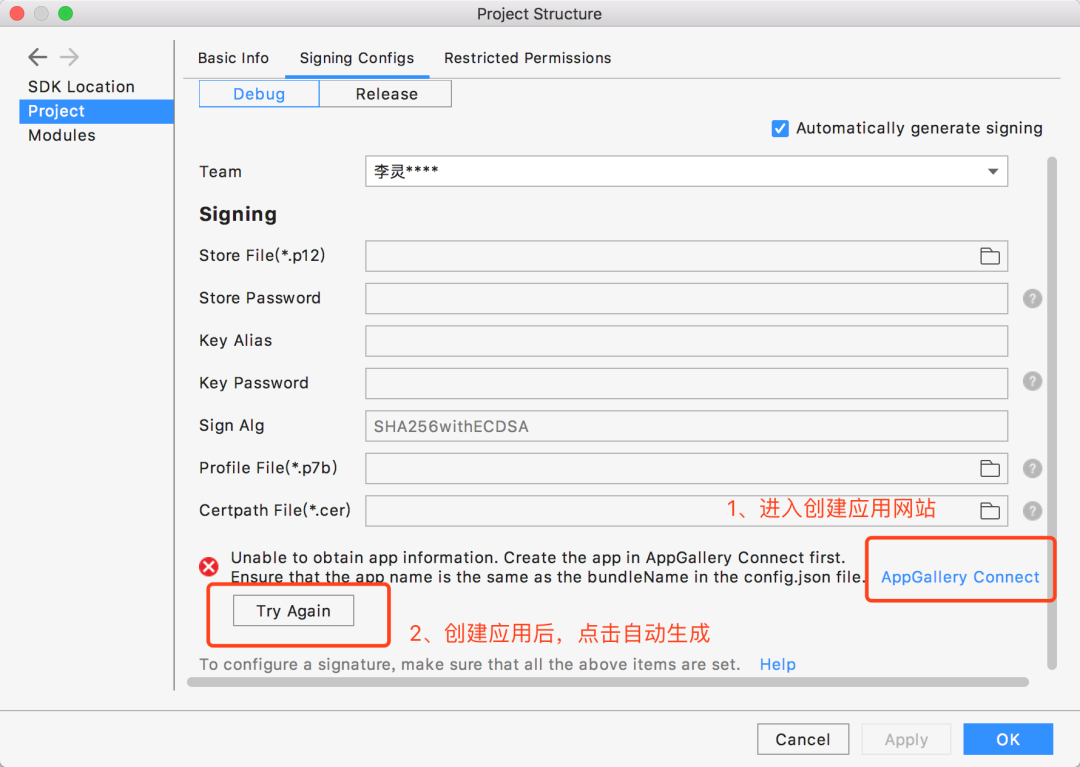 Project Structure
SDK Location
Project
Modules
Basic Info Signing Configs Restricted Permissions
Debug Release
Automatically generate signing
Team 李灵****
Signing
Store File(*.p12)
Store Password ?
Key Alias
Key Password ?
Sign Alg SHA256withECDSA
Profile File(*.p7b) ?
Certpath File(*.cer) 1、进入创建应用网站 ?
Unable to obtain app information. Create the app in AppGallery Connect first.
Ensure that the app name is the same as the bundleName in the config.json file. AppGallery Connect
Try Again
2、创建应用后，点击自动生成
To configure a signature, make sure that all the above items are set. Help
Cancel Apply OK